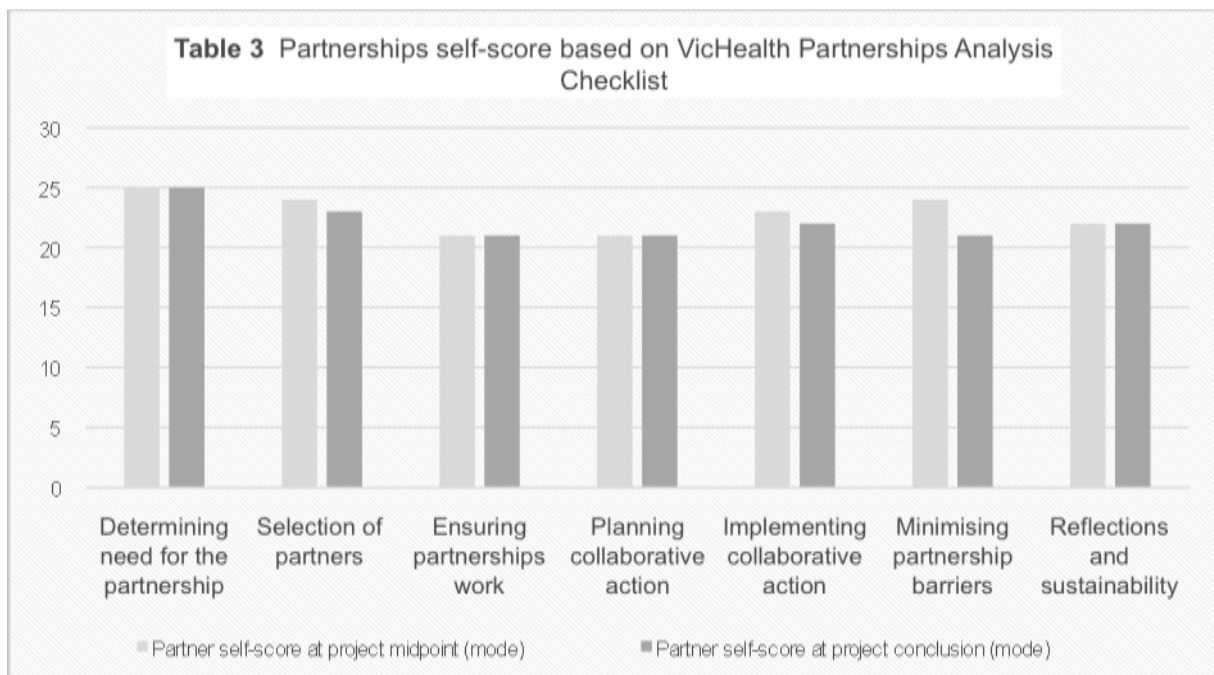 Table 3 Partnerships self-score based on VicHealth Partnerships Analysis
Checklist
30
25
20
15
10
5
0
Determining
need for the
partnership
Selection of
partners
Ensuring
partnerships
work
Planning
collaborative
action
Implementing
collaborative
action
Minimising
partnership
barriers
Reflections
and
sustainability
Partner self-score at project midpoint (mode)
Partner self-score at project conclusion (mode)